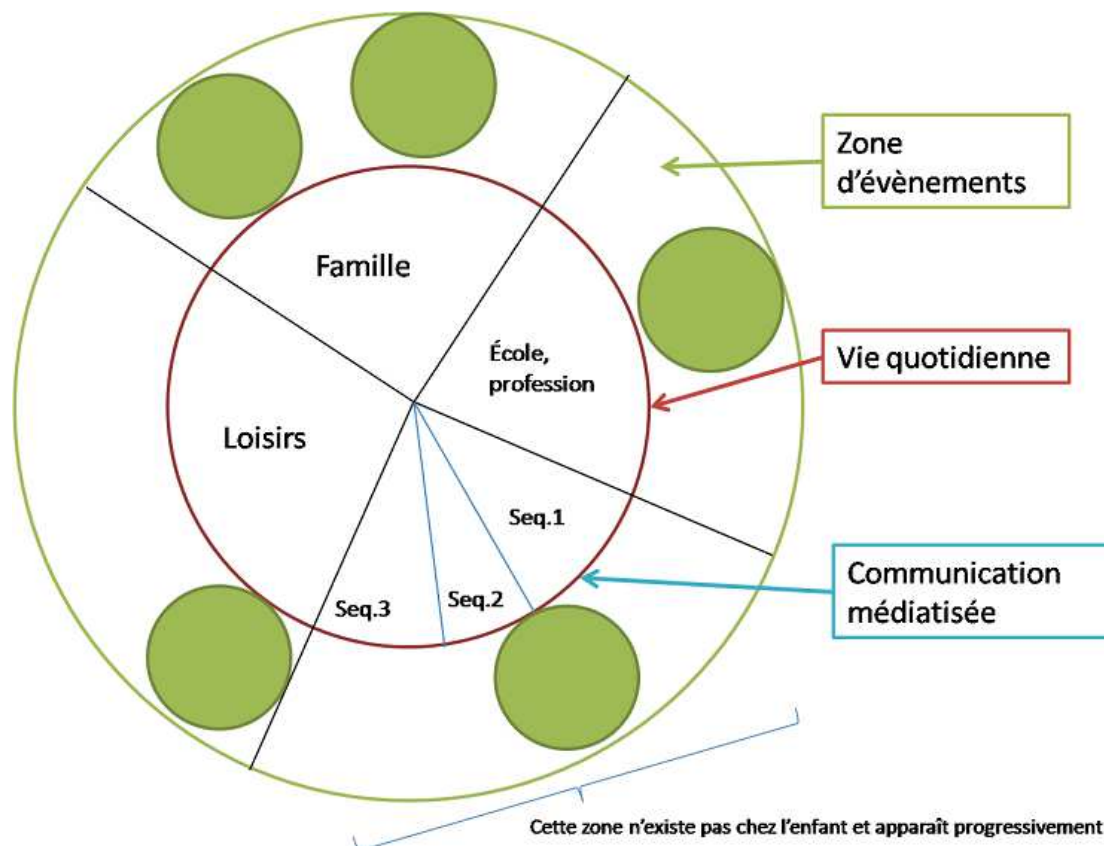 Zone
d'évènements
Famille
École,
profession
Vie quotidienne
Loisirs
Seq.1
Communication
médiatisée
Seq.2
Seq.3
Cette zone n'existe pas chez l'enfant et apparaît progressivement